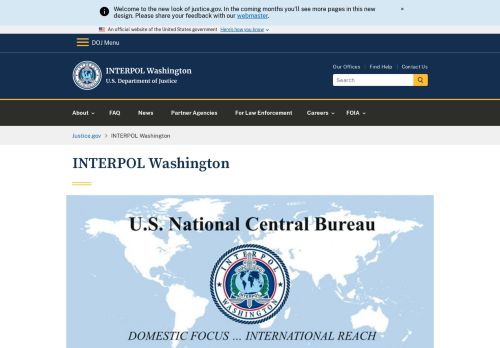 Welcome to the new look of justice.gov. In the coming months you'll see more pages in this new
design. Please share your feedback with our webmaster.
An official website of the United States government Here's how you know
DOJ Menu
INTERPOL Washington
U.S. Department of Justice
Our Offices Find Help Contact Us
Search
About FAQ News Partner Agencies For Law Enforcement Careers FOIA
Justice.gov INTERPOL Washington
INTERPOL Washington
U.S. National Central Bureau
INTERPOL
WASHINGTON
DOMESTIC FOCUS ... INTERNATIONAL REACH